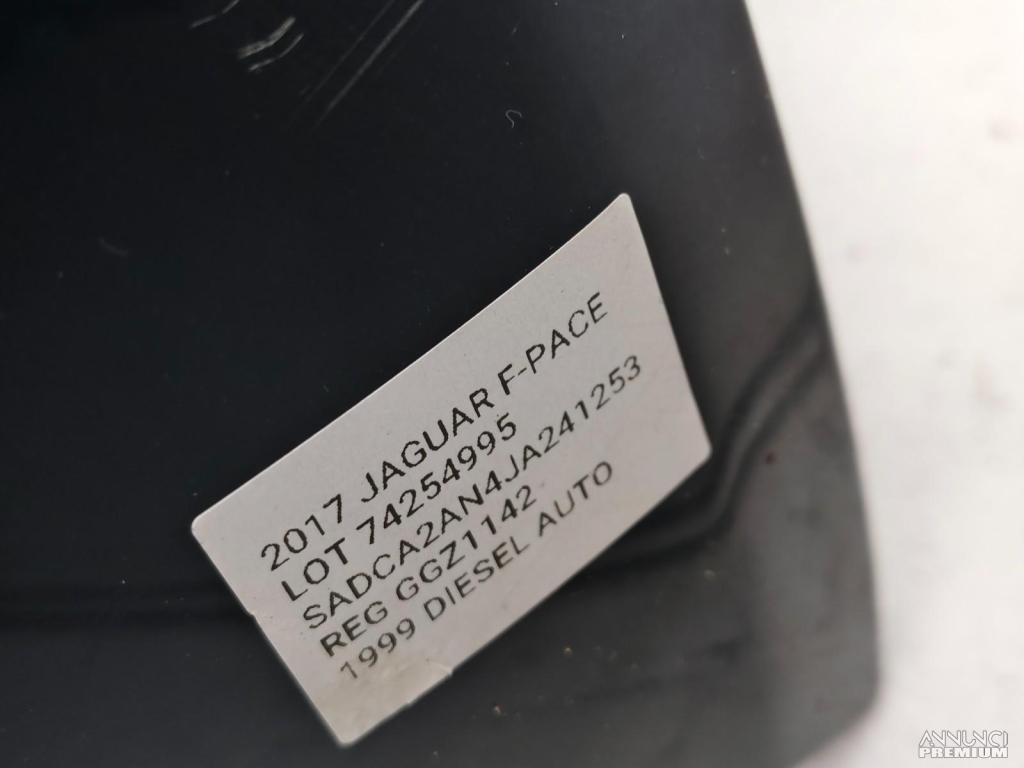 2017 JAGUAR F-PACE
LOT 74254995
SADCA2AN4JA241253
REG GGZ1142
1999 DIESEL AUTO
ANNUNCI
PREMIUM